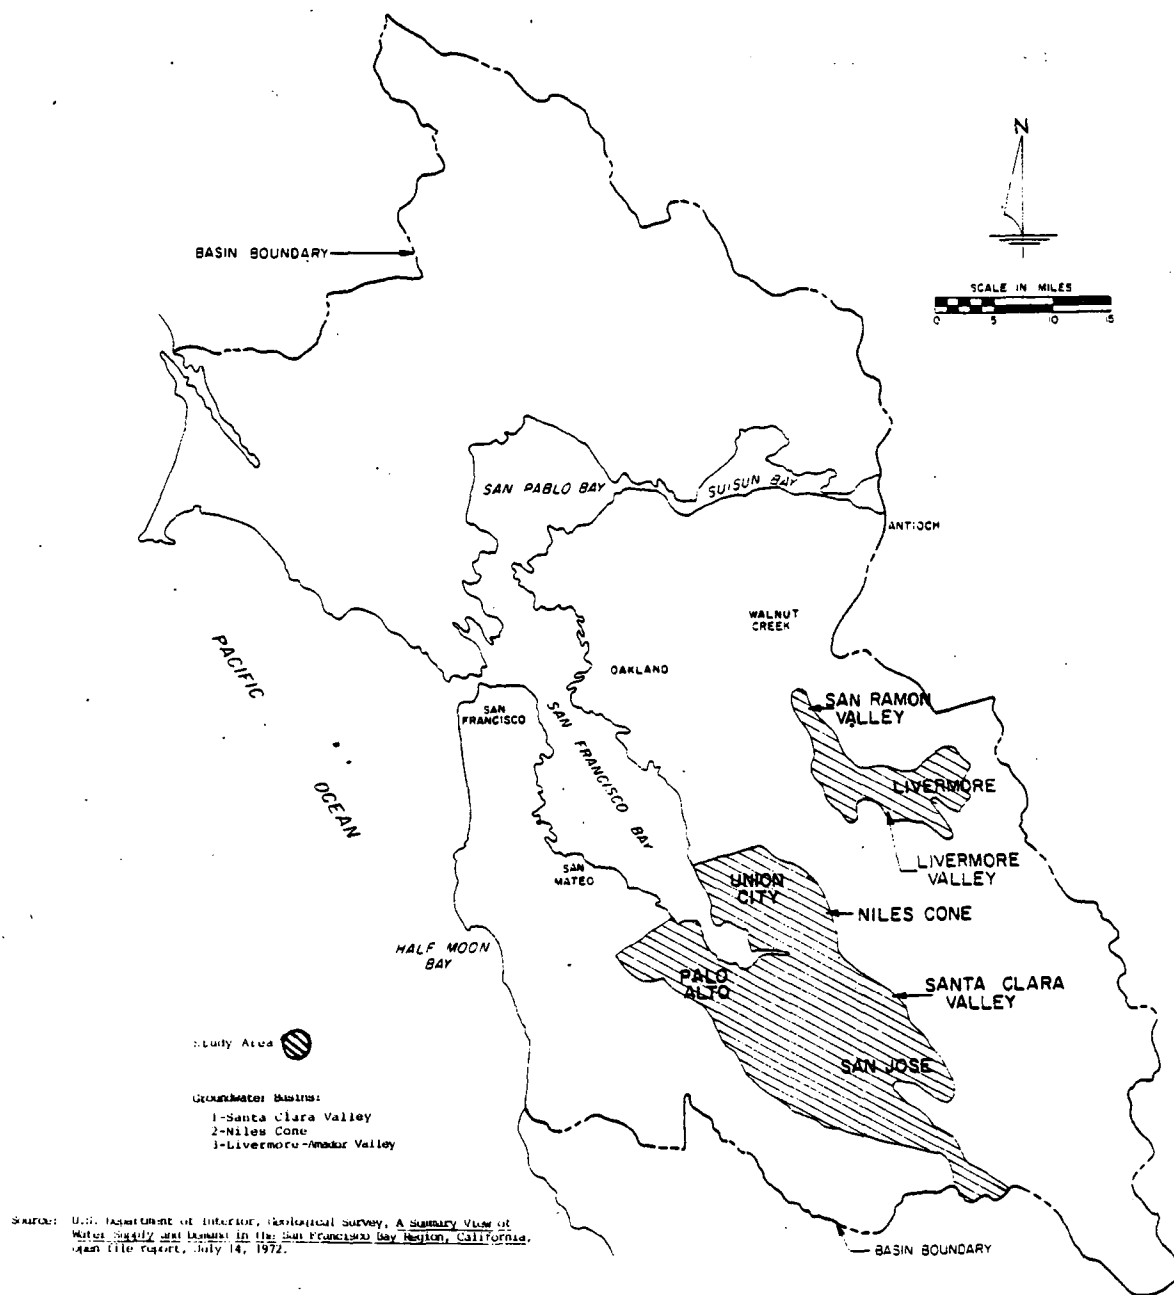 N
BASIN BOUNDARY
SCALE IN MILES
0 5 10 15
SAN PABLO BAY
SUISUN BAY
ANTIOCH
WALNUT
CREEK
PACIFIC
OCEAN
OAKLAND
SAN
FRANCISCO
SAN FRANCISCO BAY
SAN RAMON
VALLEY
LIVERMORE
LIVERMORE
VALLEY
SAN
MATEO
UNION
CITY
NILES CONE
HALF MOON
BAY
PALO
ALTO
SANTA CLARA
VALLEY
SAN JOSE
Study Area
Groundwater Basins:
1-Santa Clara Valley
2-Niles Cone
3-Livermore-Amador Valley
Source: U.S. Department of Interior, Geological Survey, A Summary View of
Water Supply and Demand in the San Francisco Bay Region, California,
open file report, July 14, 1972.
BASIN BOUNDARY